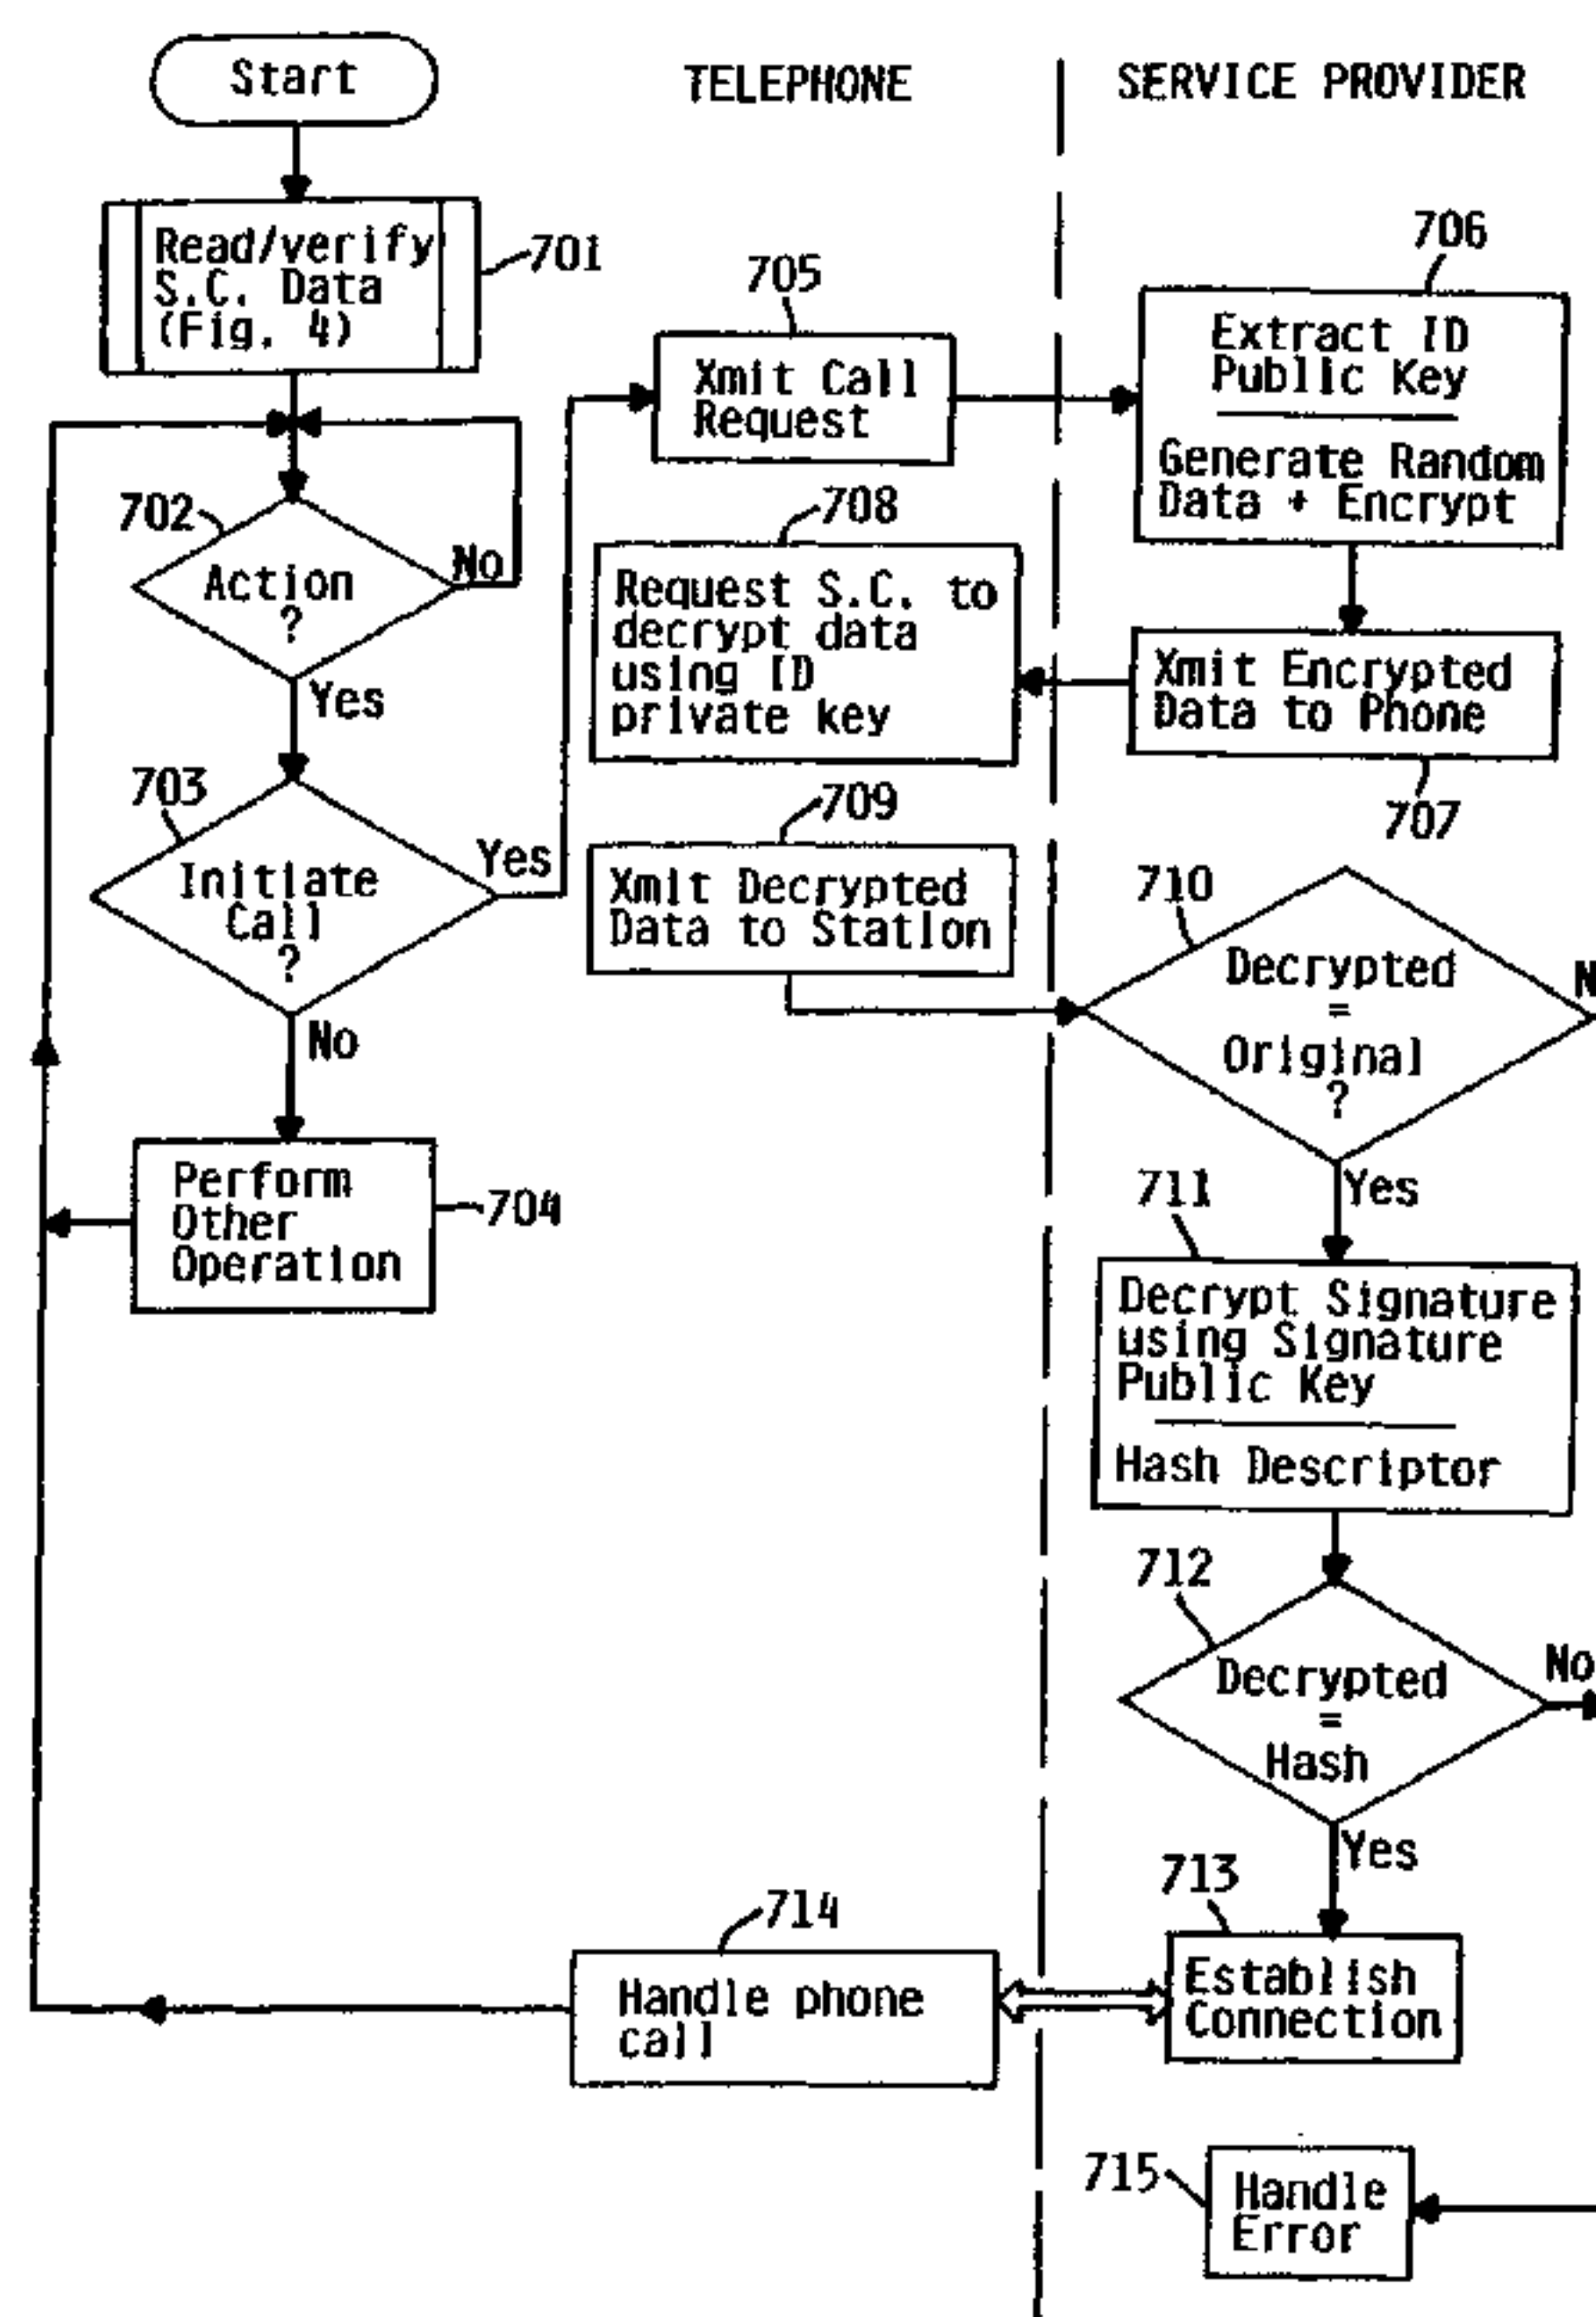 Start
TELEPHONE
SERVICE PROVIDER
Read/verify
S.C. Data
(Fig. 4)
701
702
Action
?
No
Yes
703
Initiate
Call
?
Yes
No
Perform
Other
Operation
704
705
Xmit Call
Request
706
Extract ID
Public Key
Generate Random
Data + Encrypt
Xmit Encrypted
Data to Phone
707
708
Request S.C. to
decrypt data
using ID
private key
709
Xmit Decrypted
Data to Station
710
Decrypted
=
Original
?
N
Yes
711
Decrypt Signature
using Signature
Public Key
Hash Descriptor
712
Decrypted
=
Hash
No
Yes
713
Establish
Connection
714
Handle phone
call
715
Handle
Error